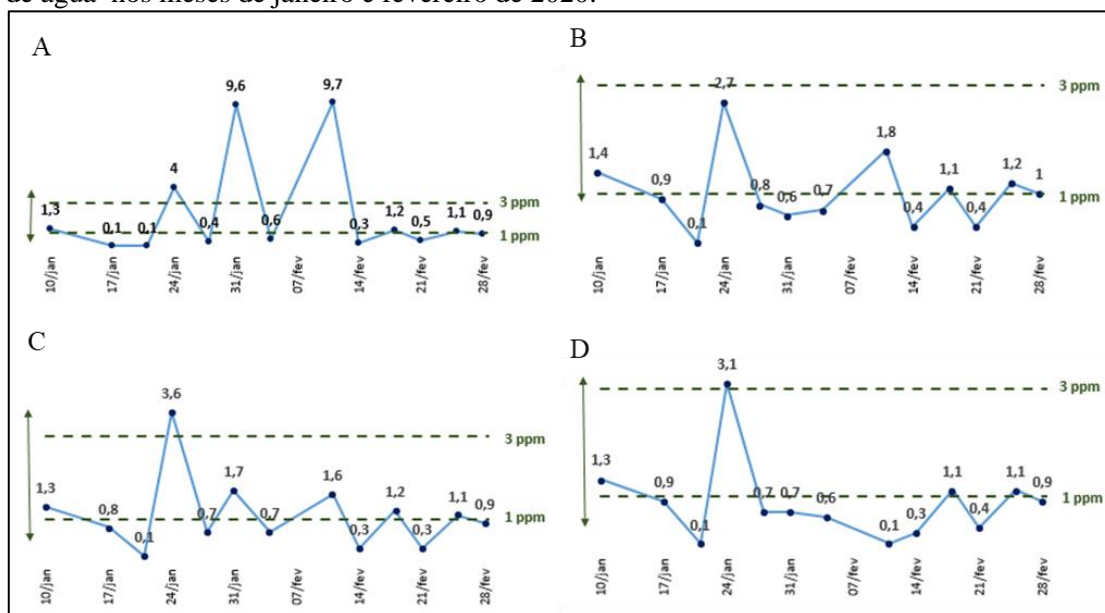 de água nos meses de janeiro e fevereiro de 2020.
A
1,3
0,1
0,1
4
0,4
9,6
0,6
9,7
0,3
1,2
0,5
1,1
0,9
3 ppm
1 ppm
10/jan
17/jan
24/jan
31/jan
07/fev
14/fev
21/fev
28/fev
B
1,4
0,9
0,1
2,7
0,8
0,6
0,7
1,8
0,4
1,1
0,4
1,2
1
3 ppm
1 ppm
10/jan
17/jan
24/jan
31/jan
07/fev
14/fev
21/fev
28/fev
C
1,3
0,8
0,1
3,6
0,7
1,7
0,7
1,6
0,3
1,2
0,3
1,1
0,9
3 ppm
1 ppm
10/jan
17/jan
24/jan
31/jan
07/fev
14/fev
21/fev
28/fev
D
1,3
0,9
0,1
3,1
0,7
0,7
0,6
0,1
0,3
1,1
0,4
1,1
0,9
3 ppm
1 ppm
10/jan
17/jan
24/jan
31/jan
07/fev
14/fev
21/fev
28/fev